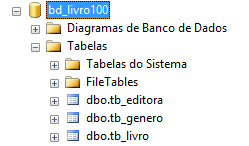 bd_livro100
Diagramas de Banco de Dados
Tabelas
Tabelas do Sistema
FileTables
dbo.tb_editora
dbo.tb_genero
dbo.tb_livro